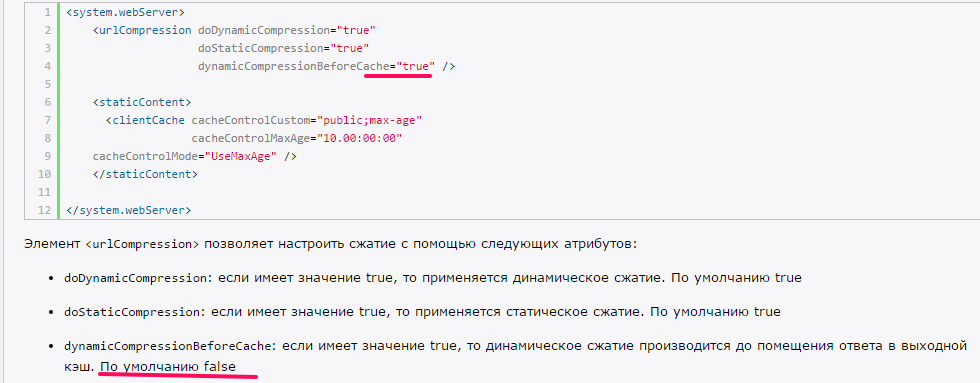 1 <system.webServer>
2 <urlCompression doDynamicCompression="true"
3 doStaticCompression="true"
4 dynamicCompressionBeforeCache="true" />
5
6 <staticContent>
7 <clientCache cacheControlCustom="public;max-age"
8 cacheControlMaxAge="10.00:00:00"
9 cacheControlMode="UseMaxAge" />
10 </staticContent>
11
12 </system.webServer>
Элемент <urlCompression> позволяет настроить сжатие с помощью следующих атрибутов:
• doDynamicCompression: если имеет значение true, то применяется динамическое сжатие. По умолчанию true
• doStaticCompression: если имеет значение true, то применяется статическое сжатие. По умолчанию true
• dynamicCompressionBeforeCache: если имеет значение true, то динамическое сжатие производится до помещения ответа в выходной
кэш. По умолчанию false